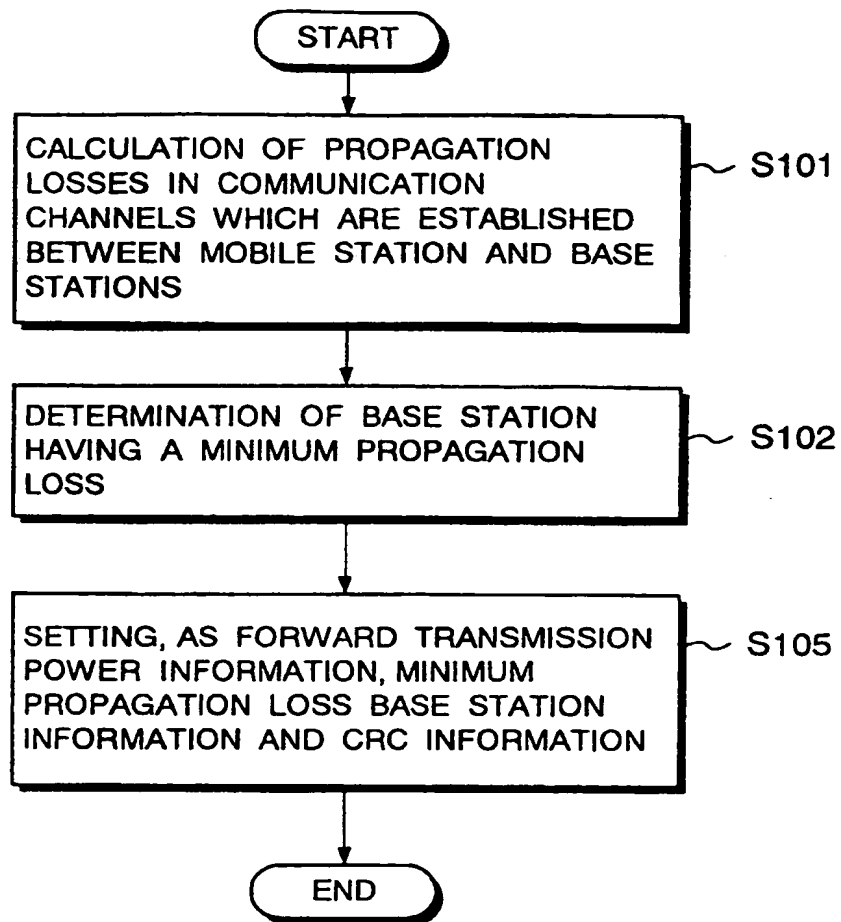 START
CALCULATION OF PROPAGATION
LOSSES IN COMMUNICATION
CHANNELS WHICH ARE ESTABLISHED
BETWEEN MOBILE STATION AND BASE
STATIONS
S101
DETERMINATION OF BASE STATION
HAVING A MINIMUM PROPAGATION
LOSS
S102
SETTING, AS FORWARD TRANSMISSION
POWER INFORMATION, MINIMUM
PROPAGATION LOSS BASE STATION
INFORMATION AND CRC INFORMATION
S105
END